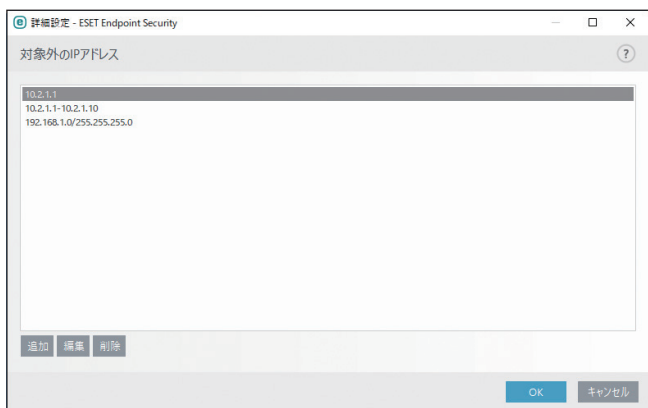 詳細設定 - ESET Endpoint Security
対象外のIPアドレス
?
10.2.1.1
10.2.1.1-10.2.1.10
192.168.1.0/255.255.255.0
追加 編集 削除
OK キャンセル